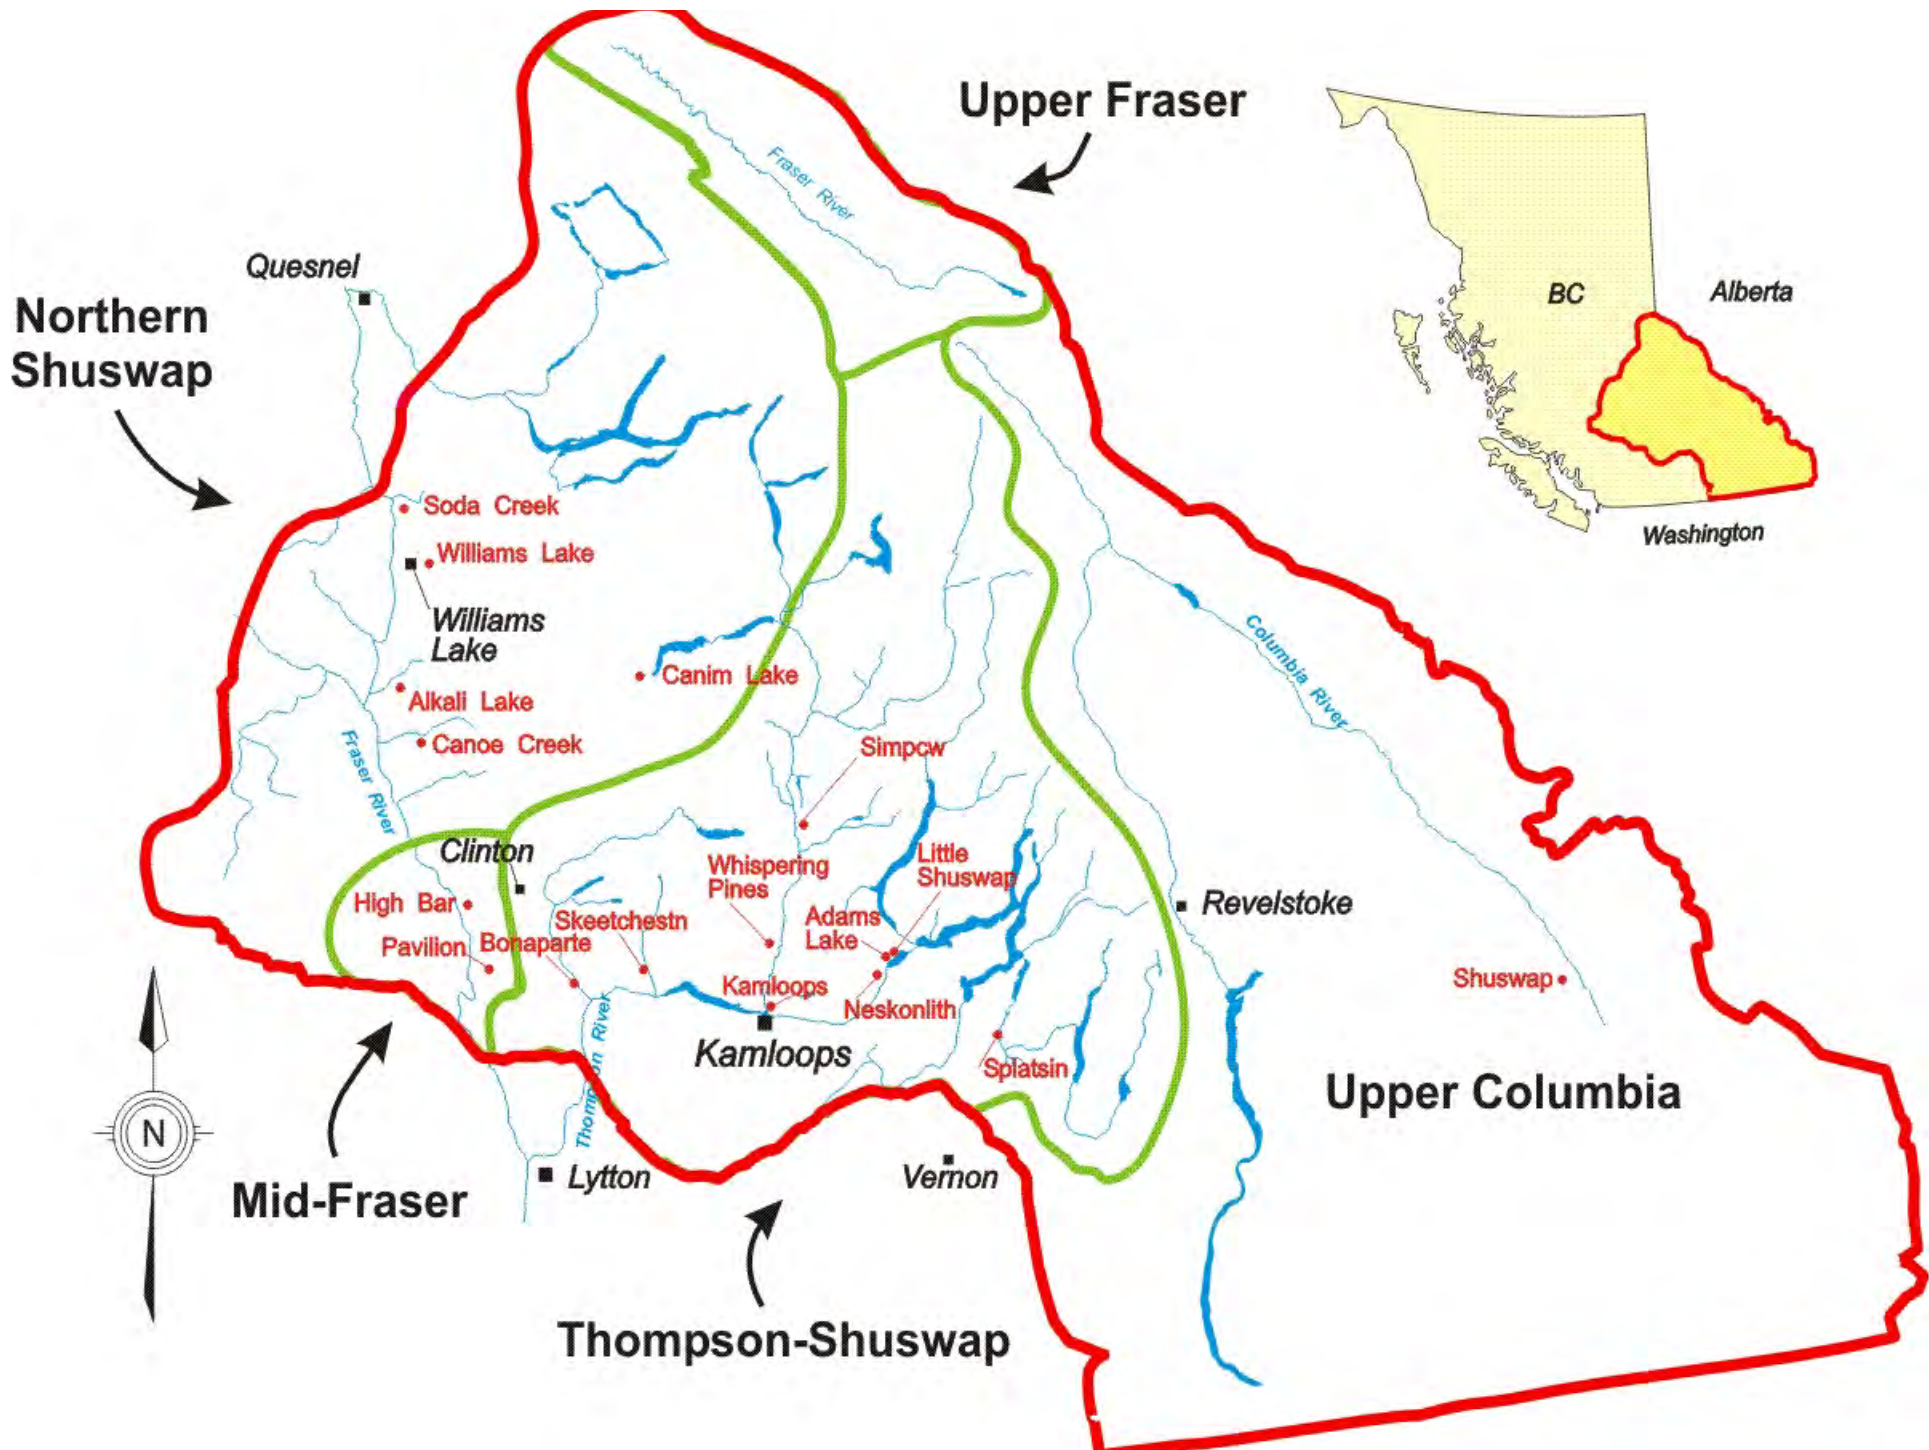 Upper Fraser
Fraser River
Quesnel
Northern
Shuswap
BC
Alberta
Washington
Soda Creek
Williams Lake
Williams
Lake
Canim Lake
Alkali Lake
Canoe Creek
Fraser River
Columbia River
Simpcw
Clinton
Whispering
Pines
Little
Shuswap
High Bar
Skeetchestn
Adams
Lake
Revelstoke
Pavilion
Bonaparte
Kamloops
Neskonlith
Shuswap
Kamloops
Splatsin
Thompson River
Upper Columbia
N
Mid-Fraser
Lytton
Vernon
Thompson-Shuswap